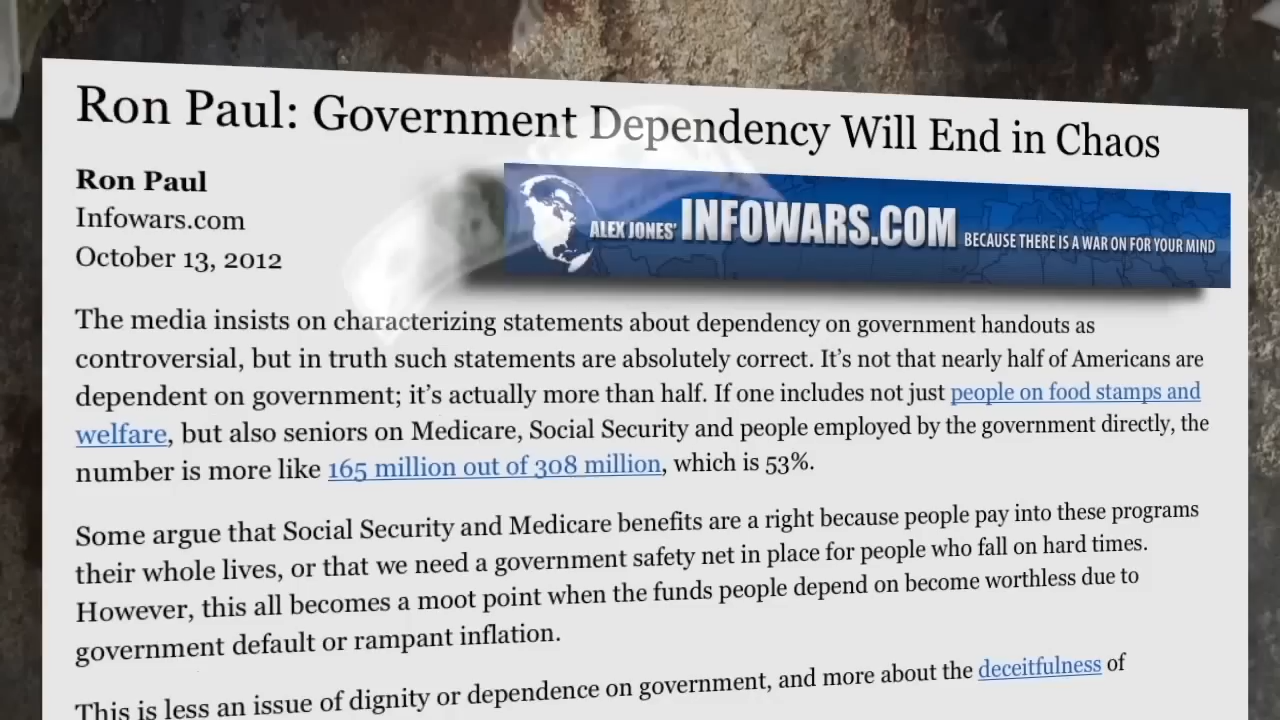 Ron Paul: Government Dependency Will End in Chaos
Ron Paul
Infowars.com
October 13, 2012
ALEX JONES' INFOWARS.COM BECAUSE THERE IS A WAR ON FOR YOUR MIND
The media insists on characterizing statements about dependency on government handouts as
controversial, but in truth such statements are absolutely correct. It's not that nearly half of Americans are
dependent on government; it's actually more than half. If one includes not just people on food stamps and
welfare, but also seniors on Medicare, Social Security and people employed by the government directly, the
number is more like 165 million out of 308 million, which is 53%.
Some argue that Social Security and Medicare benefits are a right because people pay into these programs
their whole lives, or that we need a government safety net in place for people who fall on hard times.
However, this all becomes a moot point when the funds people depend on become worthless due to
government default or rampant inflation.
This is less an issue of dignity or dependence on government, and more about the deceitfulness of